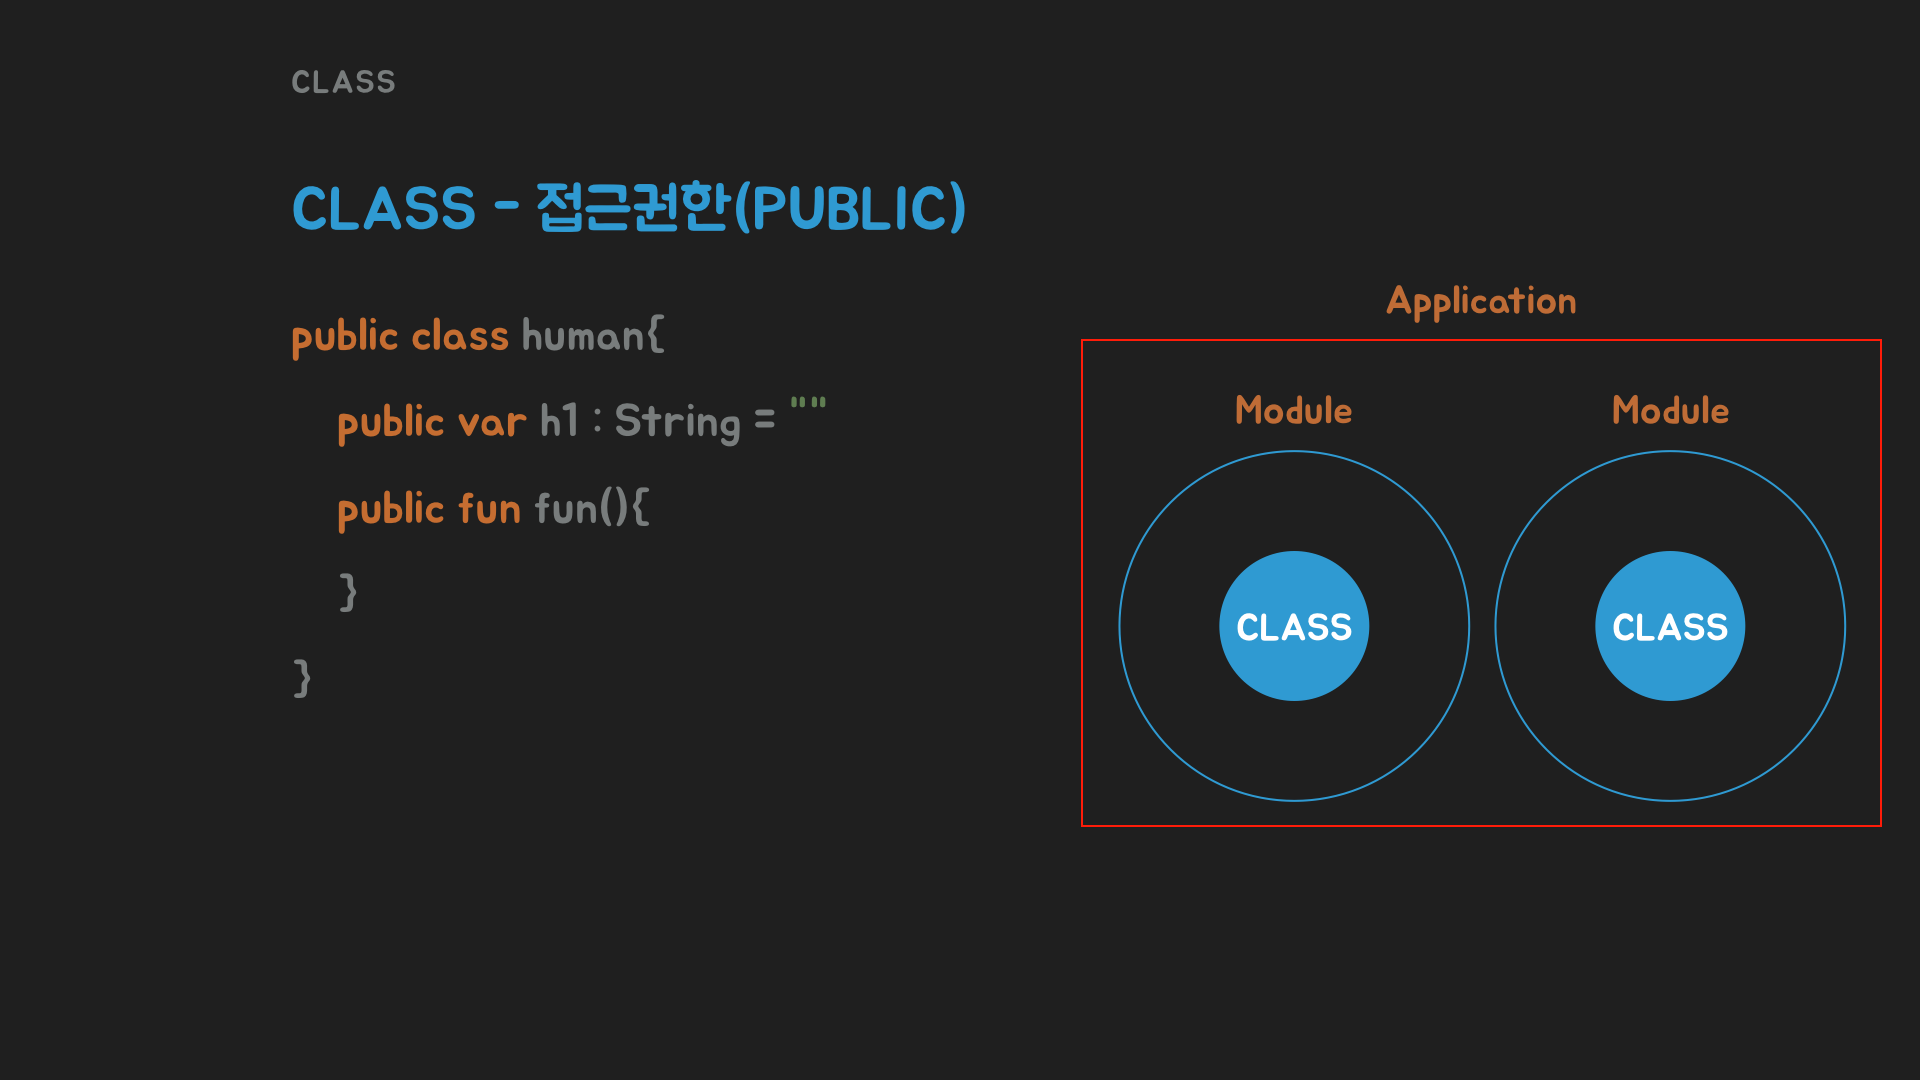 CLASS
CLASS - 접근권한(PUBLIC)
public class human{
public var h1 : String = ""
public fun fun(){
}
}
Application
Module Module
CLASS CLASS